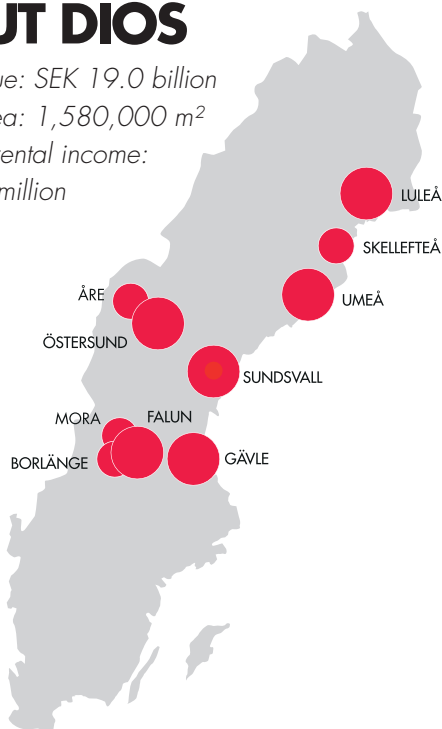 UT DIOS
ue: SEK 19.0 billion
ea: 1,580,000 m²
ental income:
million
LULEÅ
SKELLEFTEÅ
UMEÅ
ÅRE
ÖSTERSUND
SUNDSVALL
MORA
FALUN
BORLÄNGE
GÄVLE